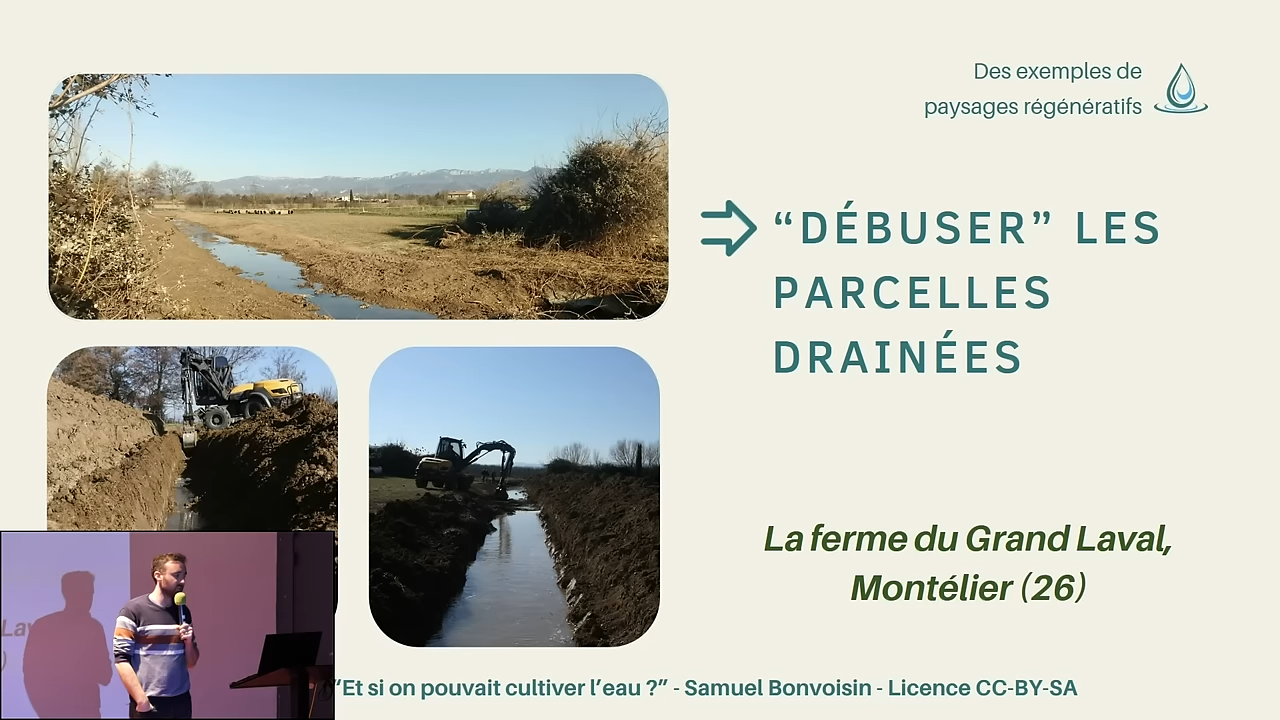 Des exemples de
paysages régénératifs
“DÉBUSER” LES
PARCELLES
DRAINÉES
La ferme du Grand Laval,
Montélier (26)
“Et si on pouvait cultiver l’eau ?” - Samuel Bonvoisin - Licence CC-BY-SA